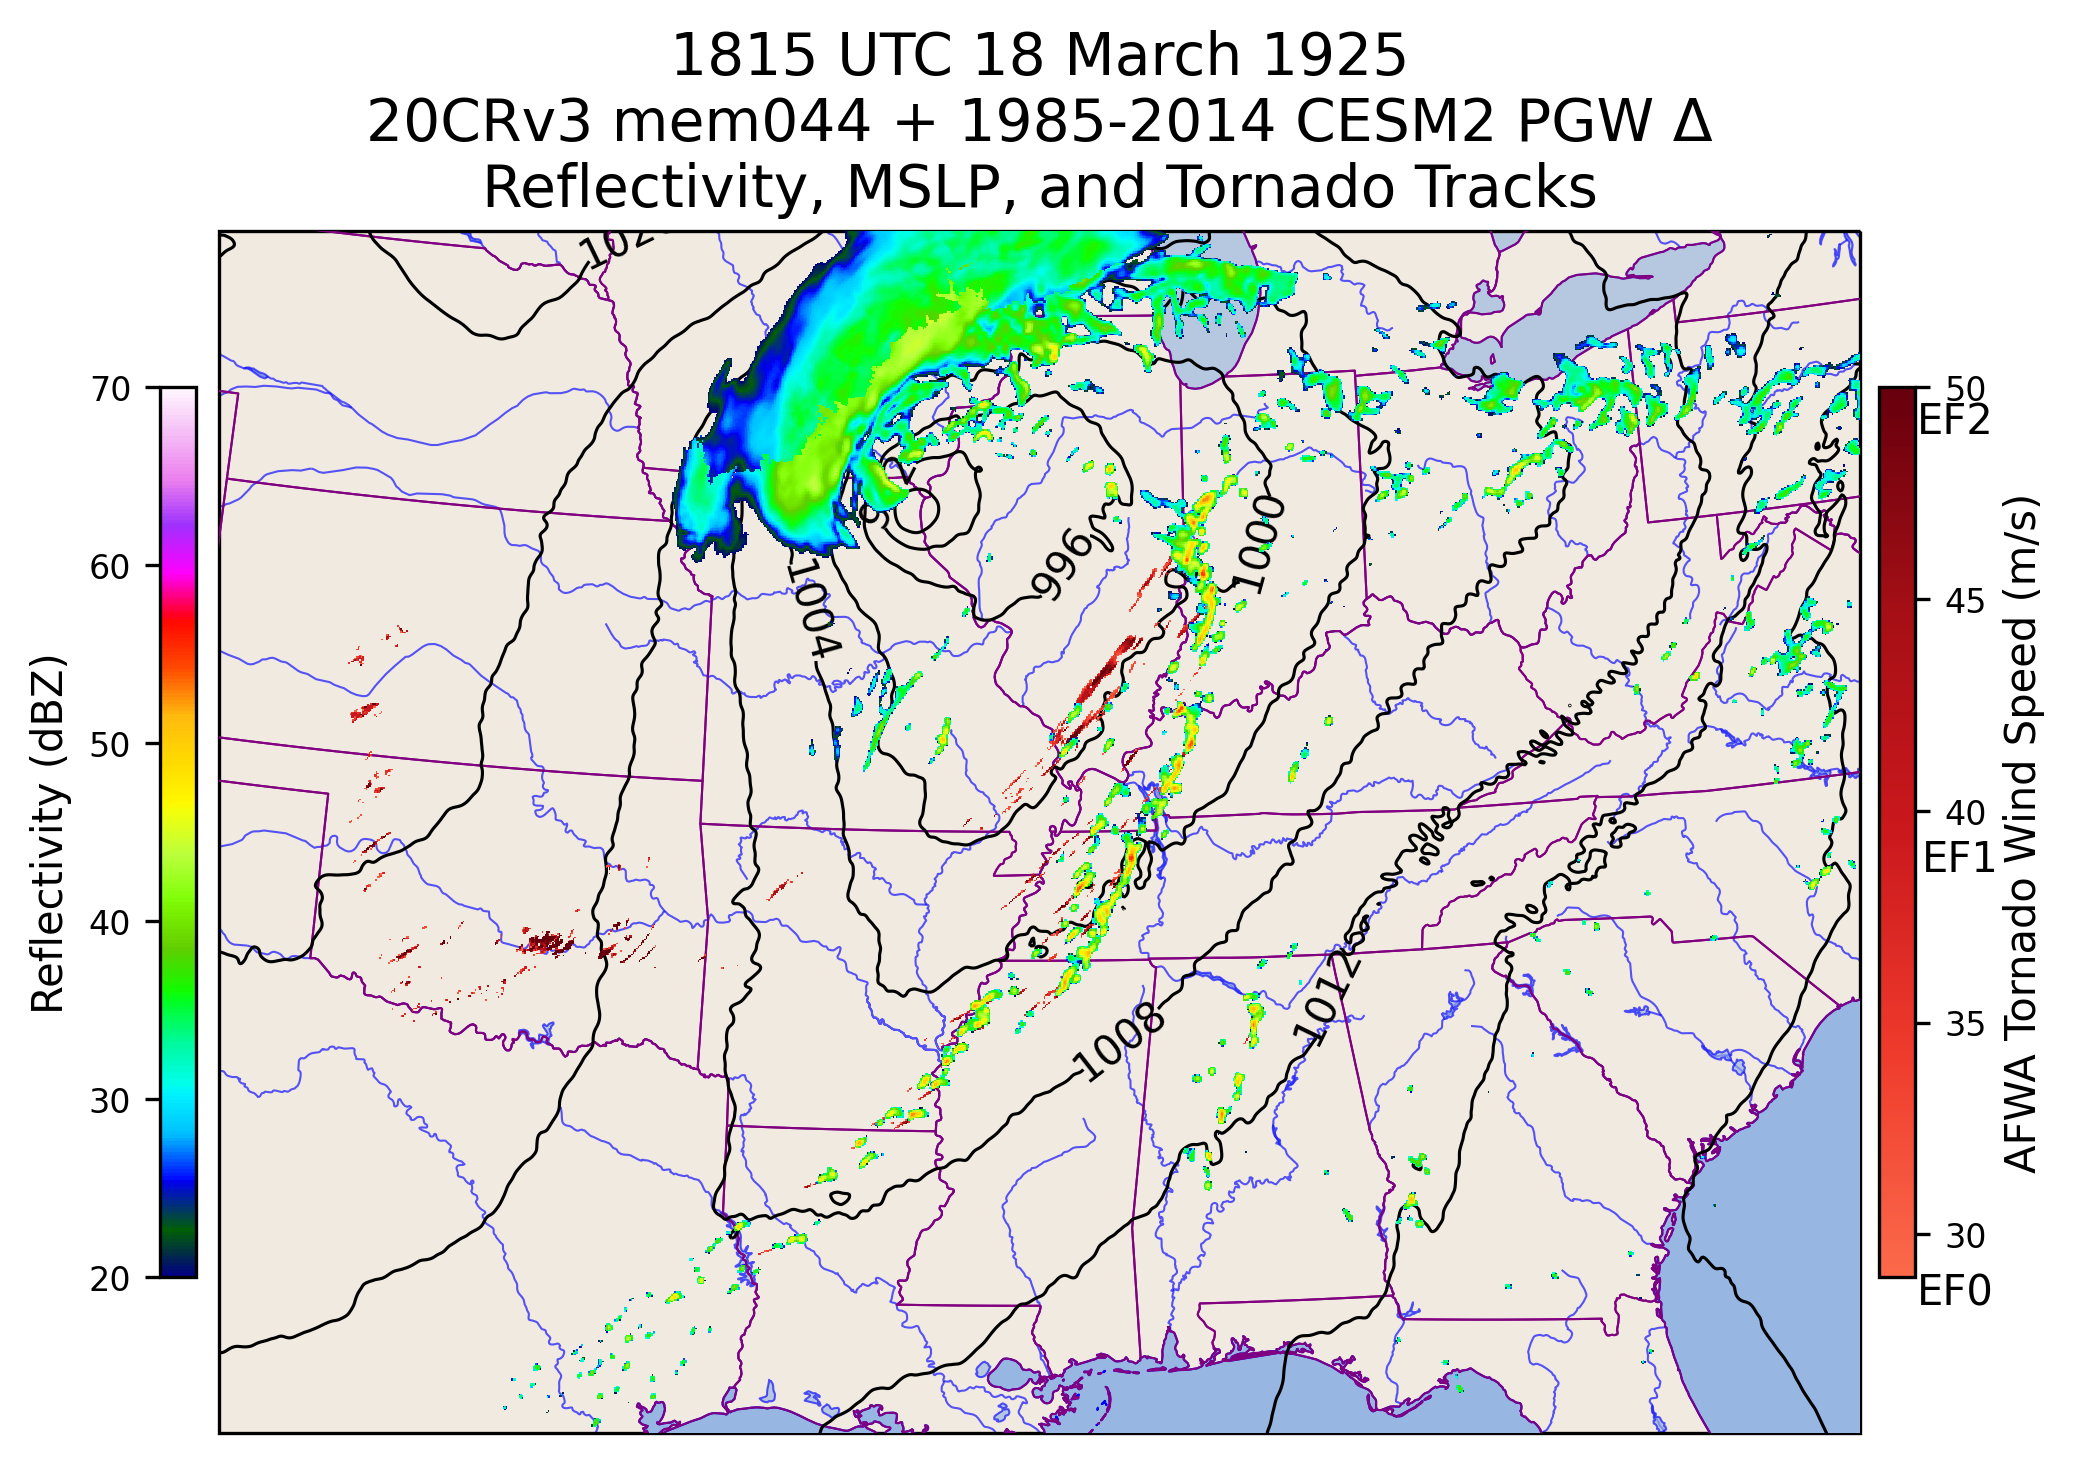 1815 UTC 18 March 1925
20CRv3 mem044 + 1985-2014 CESM2 PGW Δ
Reflectivity, MSLP, and Tornado Tracks
70
60
50
40
30
20
Reflectivity (dBZ)
1004
996
1000
1008
1012
50
EF2
45
40
EF1
35
30
EF0
AFWA Tornado Wind Speed (m/s)